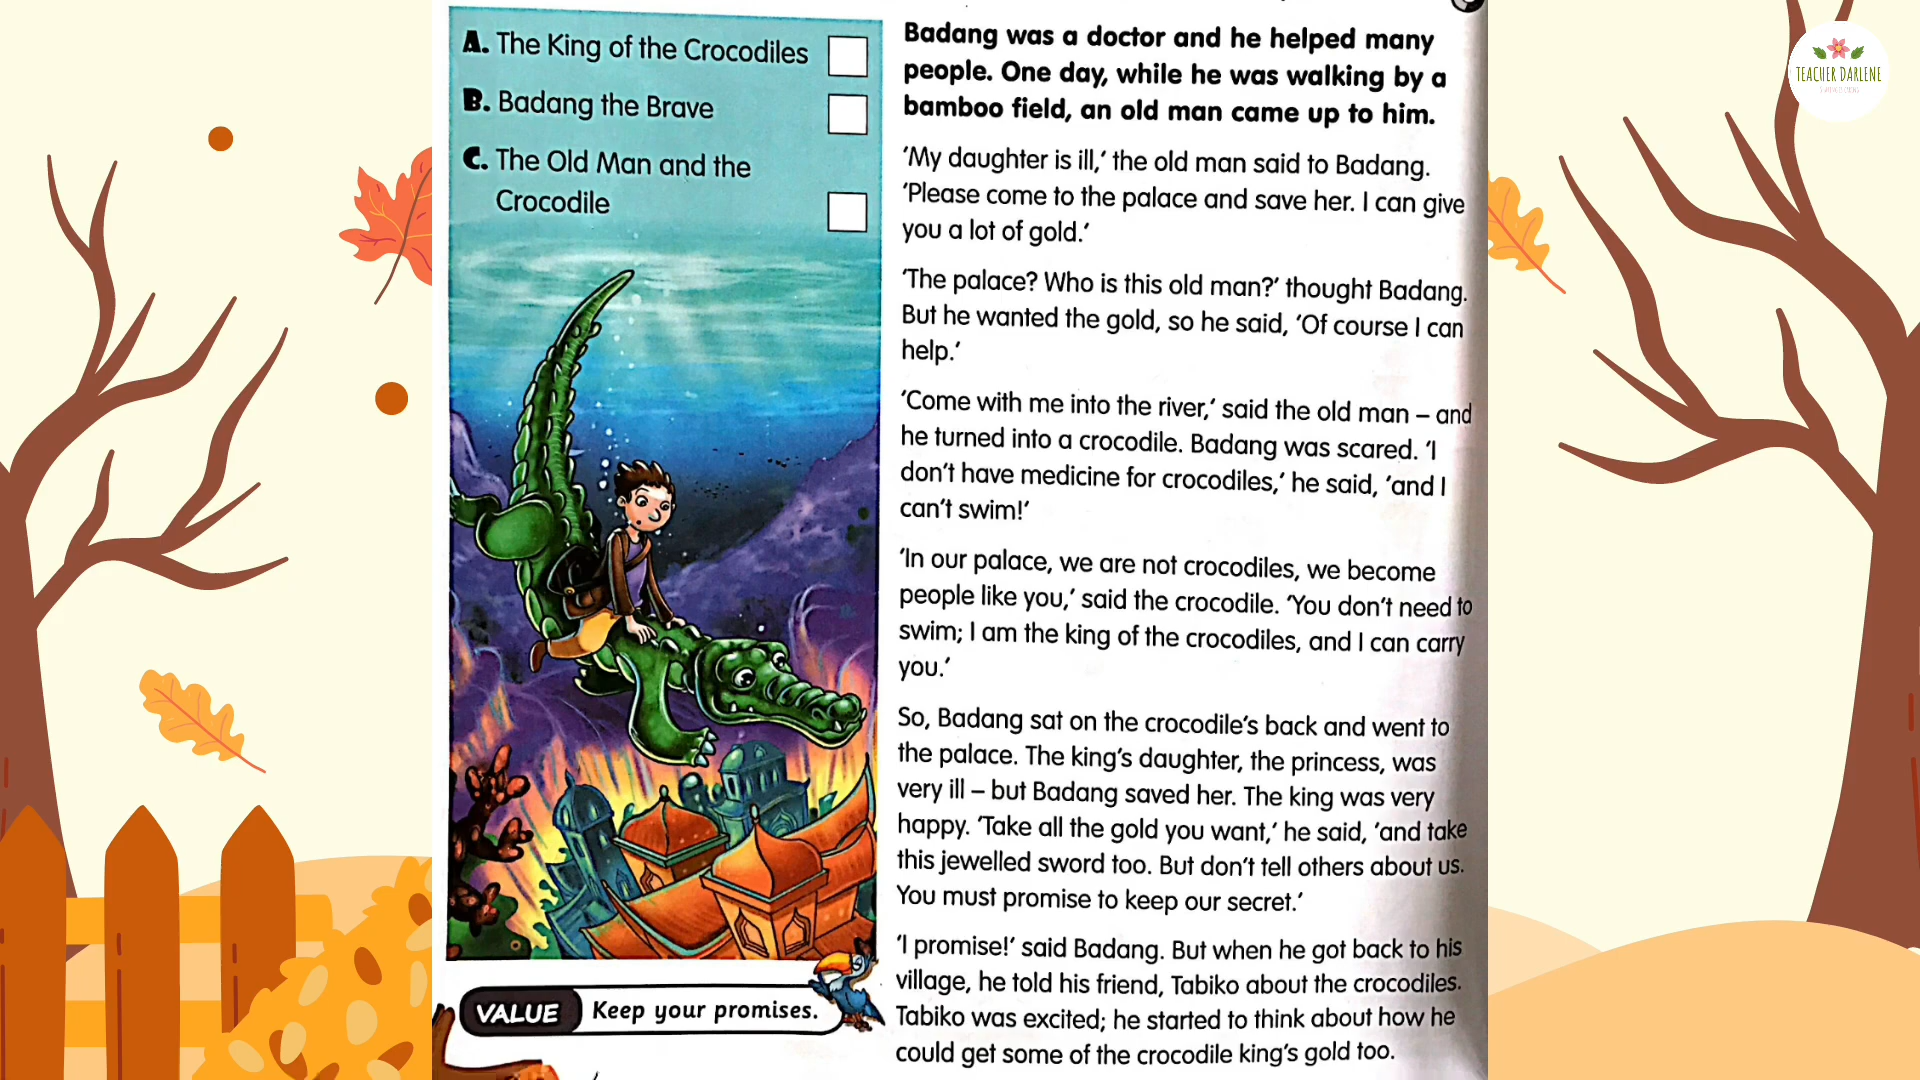 A. The King of the Crocodiles
B. Badang the Brave
C. The Old Man and the
Crocodile
VALUE Keep your promises.
Badang was a doctor and he helped many
people. One day, while he was walking by a
bamboo field, an old man came up to him.
‘My daughter is ill,’ the old man said to Badang.
‘Please come to the palace and save her. I can give
you a lot of gold.’
‘The palace? Who is this old man?’ thought Badang.
But he wanted the gold, so he said, ‘Of course I can
help.’
‘Come with me into the river,’ said the old man – and
he turned into a crocodile. Badang was scared. ‘I
don’t have medicine for crocodiles,’ he said, ‘and I
can’t swim!’
‘In our palace, we are not crocodiles, we become
people like you,’ said the crocodile. ‘You don’t need to
swim; I am the king of the crocodiles, and I can carry
you.’
So, Badang sat on the crocodile’s back and went to
the palace. The king’s daughter, the princess, was
very ill – but Badang saved her. The king was very
happy. ‘Take all the gold you want,’ he said, ‘and take
this jewelled sword too. But don’t tell others about us.
You must promise to keep our secret.’
‘I promise!’ said Badang. But when he got back to his
village, he told his friend, Tabiko about the crocodiles.
Tabiko was excited; he started to think about how he
could get some of the crocodile king’s gold too.
TEACHER DARLENE